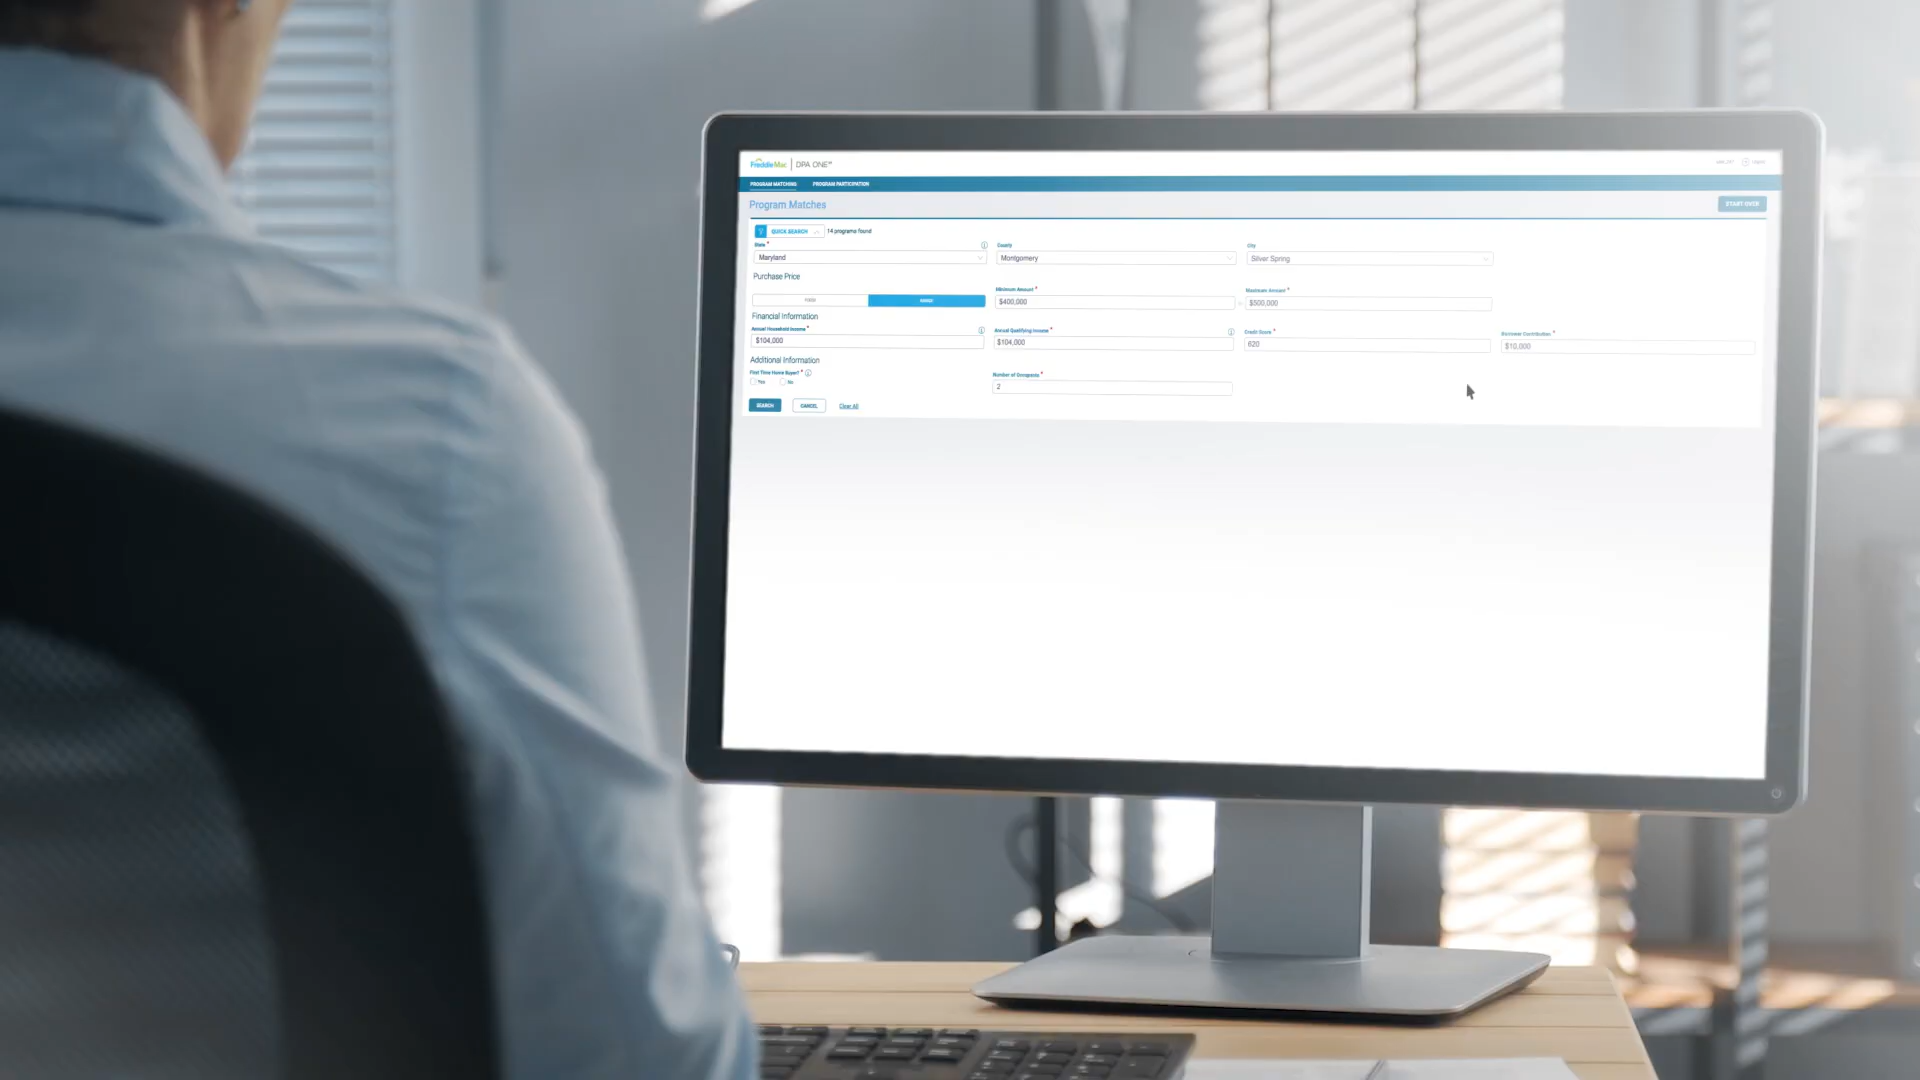 FreddieMac DPA ONE℠
PROGRAM MATCHING PROGRAM PARTICIPATION
Program Matches START OVER
QUICK SEARCH 14 programs found
State * County City
Maryland Montgomery Silver Spring
Purchase Price
Minimum Amount * Maximum Amount *
RANGE $400,000 - $500,000
Financial Information
Annual Household Income * Annual Qualifying Income * Credit Score * Borrower Contribution *
$104,000 $104,000 620 $10,000
Additional Information
First Time Home Buyer? * Number of Occupants *
Yes No 2
SEARCH CANCEL Clear All